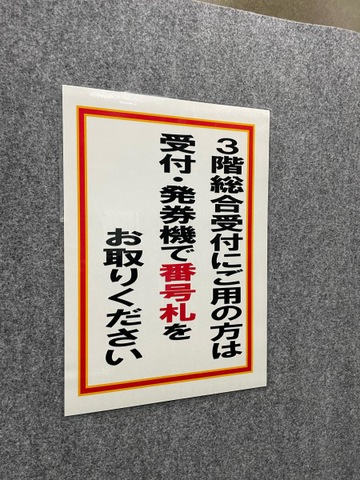 ３階総合受付にご用の方は
受付・発券機で番号札を
お取りください